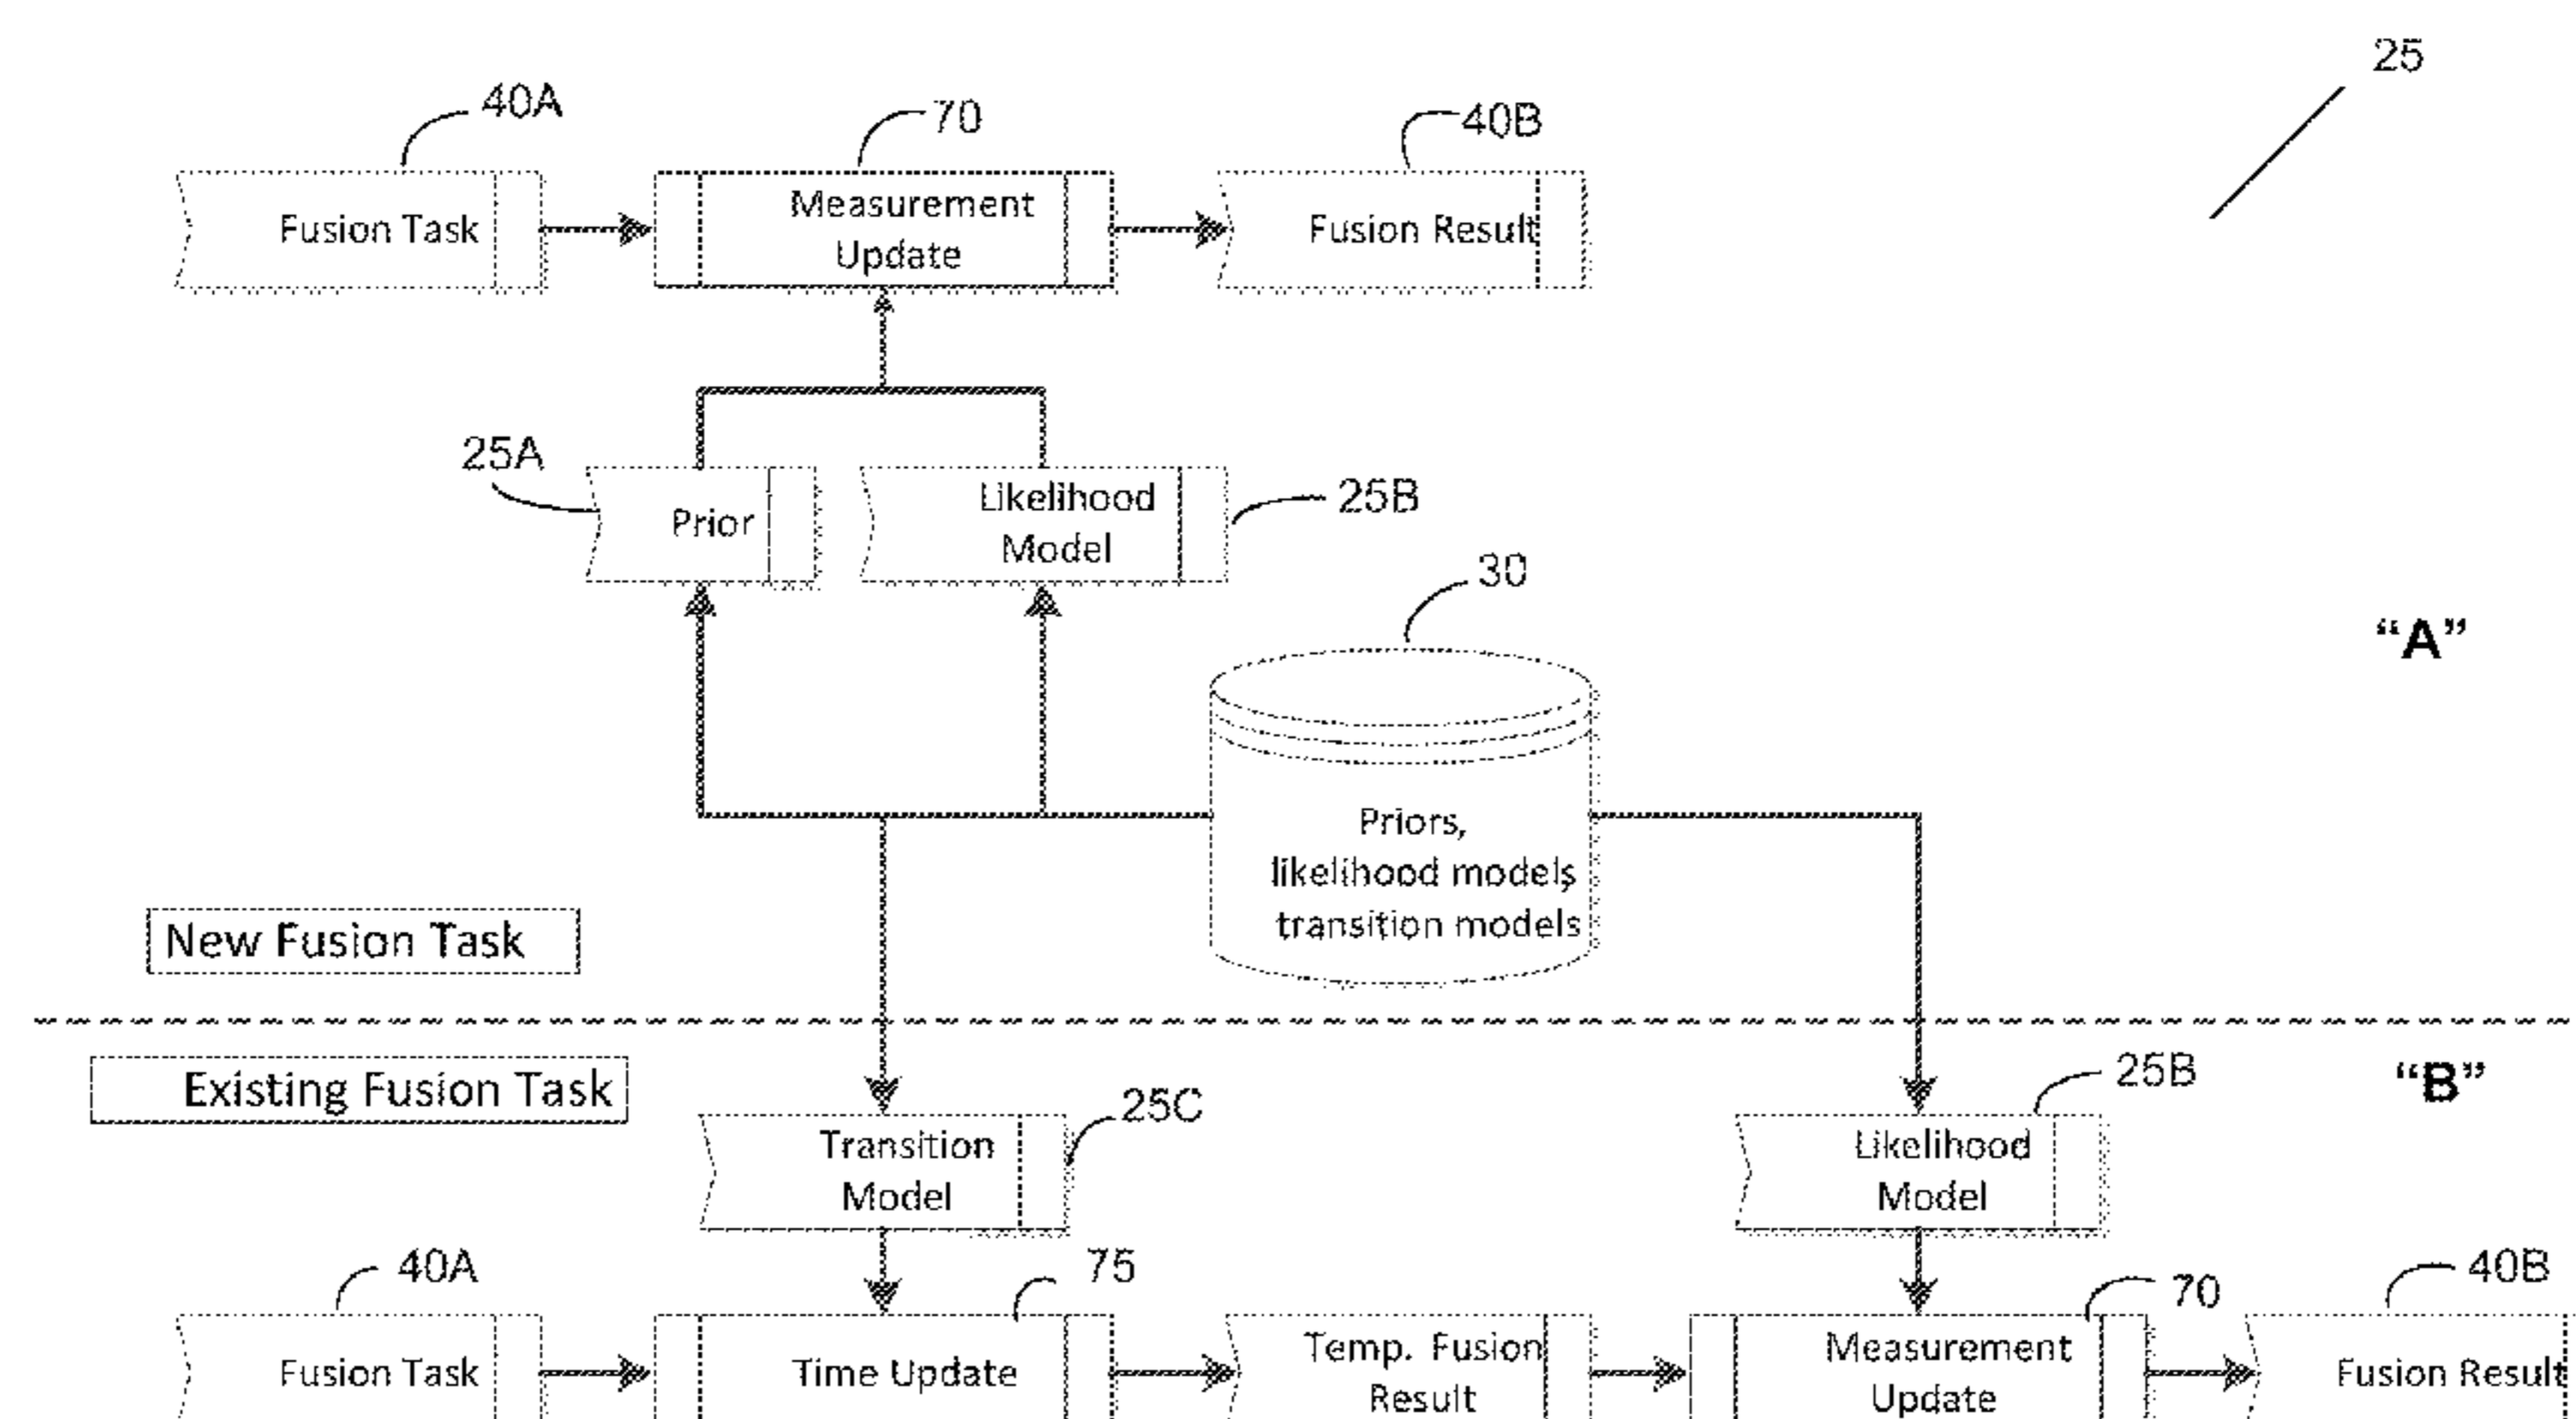 25
40A
70
40B
Fusion Task
Measurement
Update
Fusion Result
25A
Prior
Likelihood
Model
25B
30
"A"
Priors,
likelihood models
transition models
New Fusion Task
Existing Fusion Task
"B"
25C
Transition
Model
25B
Likelihood
Model
40A
75
70
40B
Fusion Task
Time Update
Temp. Fusion
Result
Measurement
Update
Fusion Result